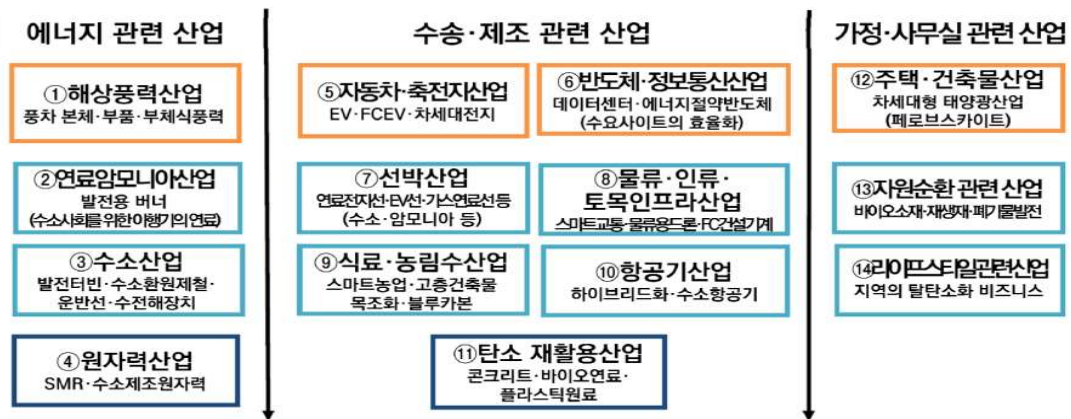 에너지 관련 산업
①해상풍력산업
풍차 본체·부품·부체식풍력
②연료암모니아산업
발전용 버너
(수소사회를 위한 이행기의 연료)
③수소산업
발전터빈·수소환원제철·
운반선·수전해장치
④원자력산업
SMR·수소제조원자력
수송·제조 관련 산업
⑤자동차·축전지산업
EV·FCEV·차세대전지
⑥반도체·정보통신산업
데이터센터·에너지절약반도체
(수요사이트의 효율화)
⑦선박산업
연료전지선·EV선·가스연료선 등
(수소·암모니아 등)
⑧물류·인류·
토목인프라산업
스마트교통·물류용드론·FC건설기계
⑨식료·농림수산업
스마트농업·고층건축물
목조화·블루카본
⑩항공기산업
하이브리드화·수소항공기
⑪탄소 재활용산업
콘크리트·바이오연료·
플라스틱원료
가정·사무실 관련 산업
⑫주택·건축물산업
차세대형 태양광산업
(페로브스카이트)
⑬자원순환 관련 산업
바이오소재·재생재·폐기물발전
⑭라이프스타일관련산업
지역의 탈탄소화 비즈니스